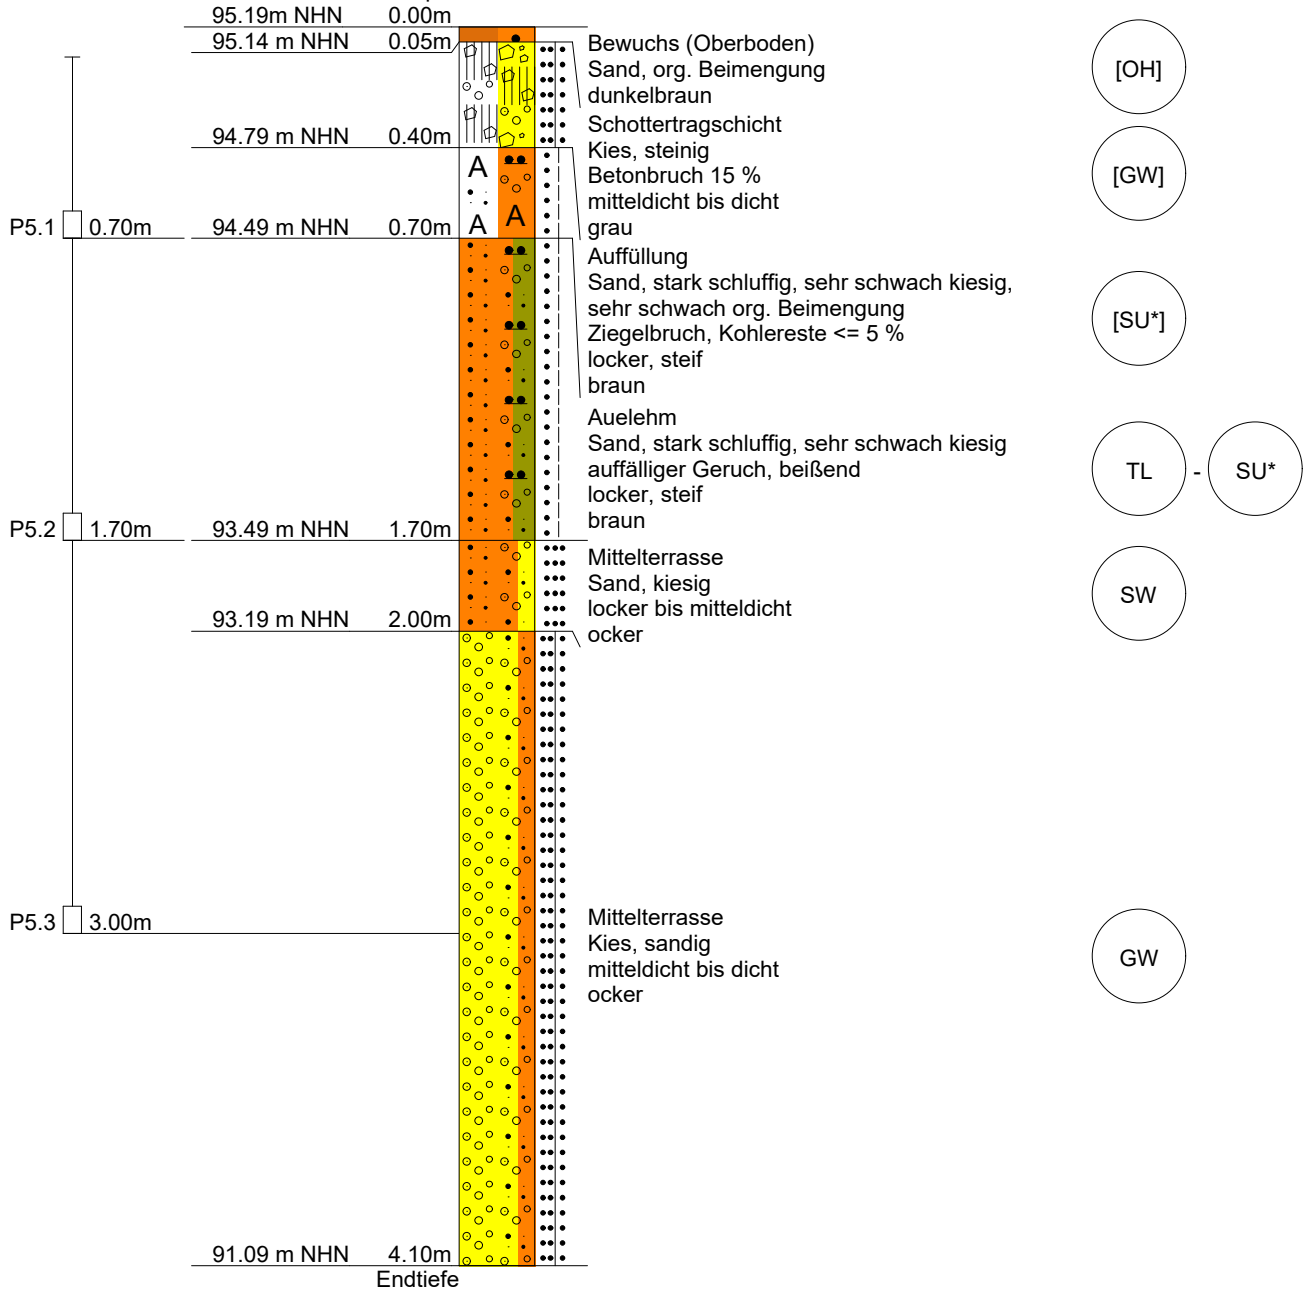 95.19m NHN 0.00m
95.14 m NHN 0.05m
Bewuchs (Oberboden)
Sand, org. Beimengung
dunkelbraun
[OH]
94.79 m NHN 0.40m
Schottertragschicht
Kies, steinig
Betonbruch 15 %
mitteldicht bis dicht
grau
[GW]
A
A
A
P5.1 0.70m 94.49 m NHN 0.70m
Auffüllung
Sand, stark schluffig, sehr schwach kiesig,
sehr schwach org. Beimengung
Ziegelbruch, Kohlereste <= 5 %
locker, steif
braun
[SU*]
Auelehm
Sand, stark schluffig, sehr schwach kiesig
auffälliger Geruch, beißend
locker, steif
braun
TL - SU*
P5.2 1.70m 93.49 m NHN 1.70m
Mittelterrasse
Sand, kiesig
locker bis mitteldicht
ocker
SW
93.19 m NHN 2.00m
P5.3 3.00m
Mittelterrasse
Kies, sandig
mitteldicht bis dicht
ocker
GW
91.09 m NHN 4.10m
Endtiefe